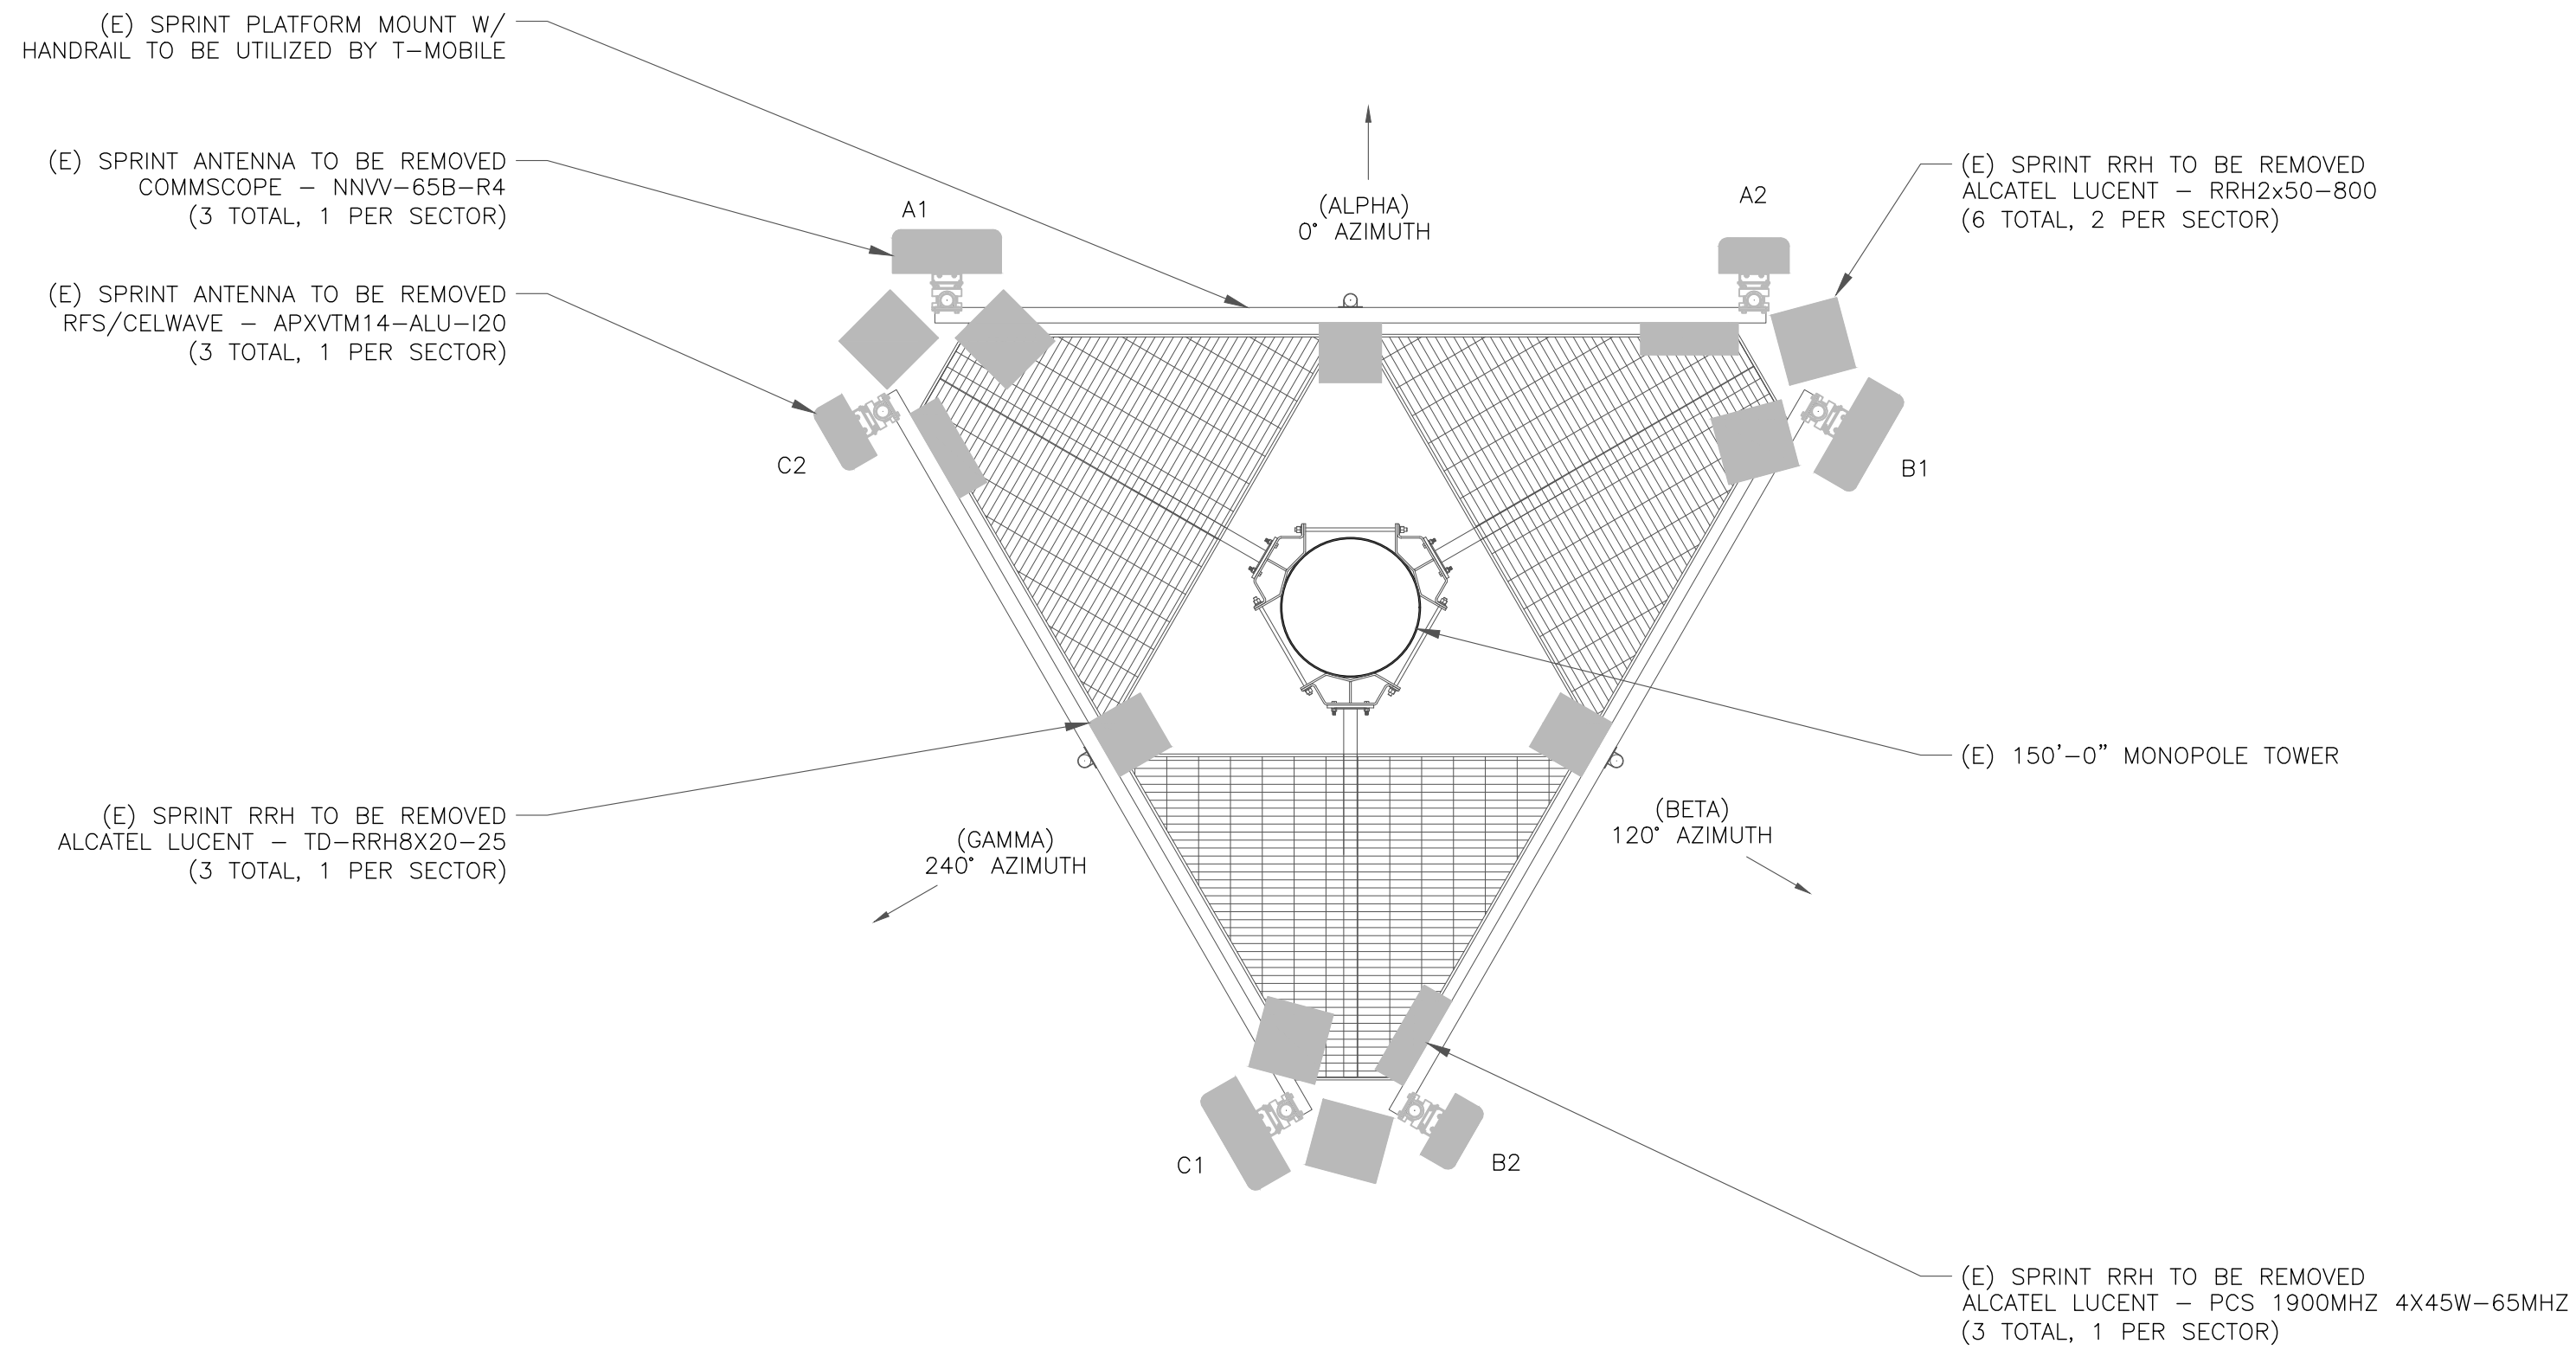 (E) SPRINT PLATFORM MOUNT W/
HANDRAIL TO BE UTILIZED BY T-MOBILE
(E) SPRINT ANTENNA TO BE REMOVED
COMMSCOPE - NNVV-65B-R4
(3 TOTAL, 1 PER SECTOR)
(E) SPRINT ANTENNA TO BE REMOVED
RFS/CELWAVE - APXVTM14-ALU-I20
(3 TOTAL, 1 PER SECTOR)
A1
(ALPHA)
0° AZIMUTH
A2
(E) SPRINT RRH TO BE REMOVED
ALCATEL LUCENT - RRH2x50-800
(6 TOTAL, 2 PER SECTOR)
C2
B1
(E) 150'-0" MONOPOLE TOWER
(E) SPRINT RRH TO BE REMOVED
ALCATEL LUCENT - TD-RRH8X20-25
(3 TOTAL, 1 PER SECTOR)
(GAMMA)
240° AZIMUTH
(BETA)
120° AZIMUTH
C1
B2
(E) SPRINT RRH TO BE REMOVED
ALCATEL LUCENT - PCS 1900MHZ 4X45W-65MHZ
(3 TOTAL, 1 PER SECTOR)